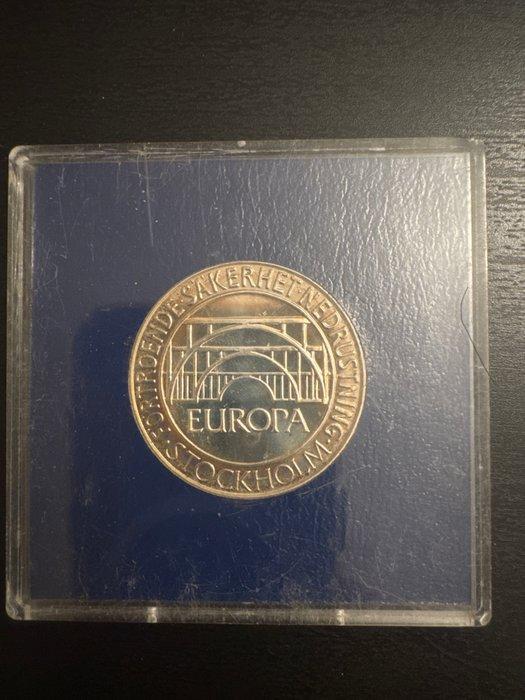 FÖRTROENDE·SÄKERHET·NEDRUSTNING·
EUROPA
STOCKHOLM·